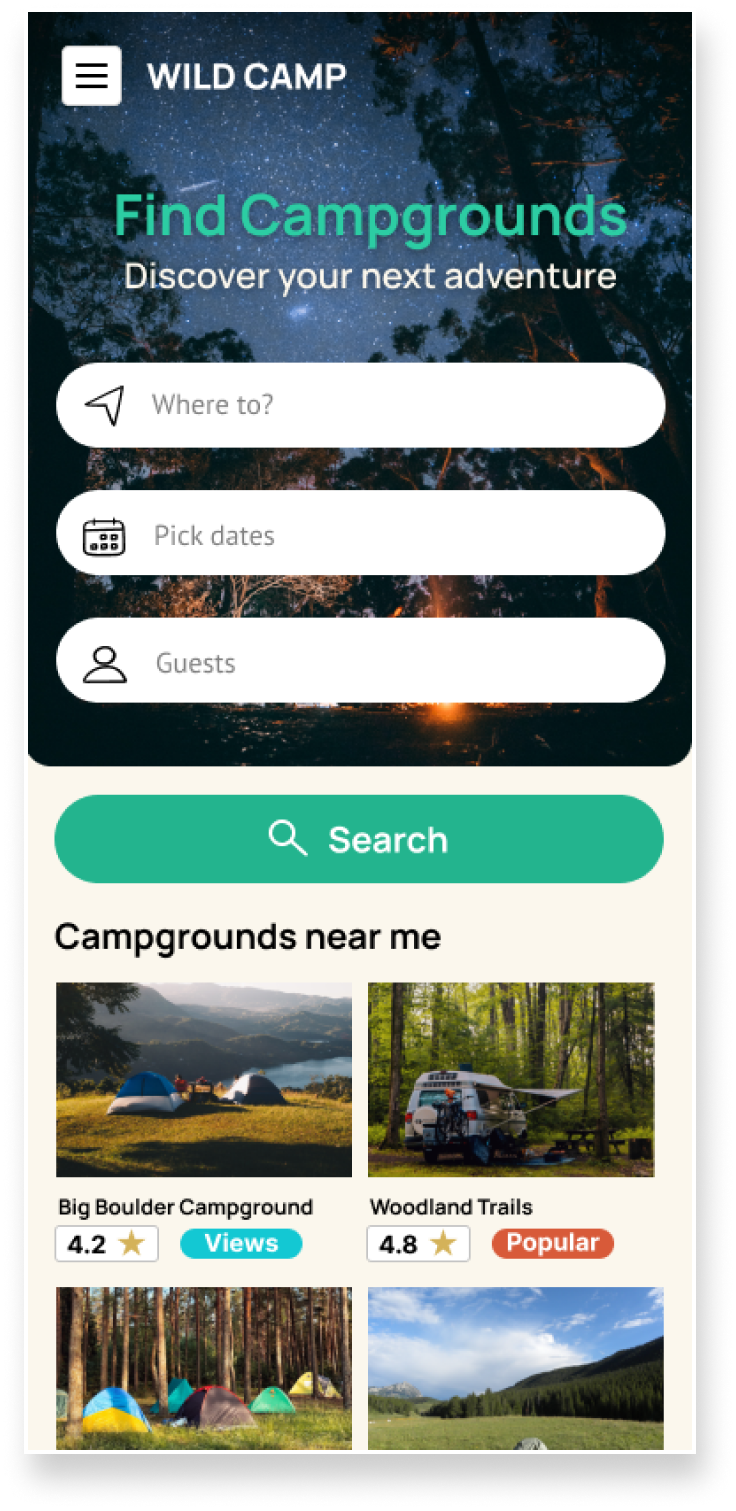 WILD CAMP
Find Campgrounds
Discover your next adventure
Where to?
Pick dates
Guests
Search
Campgrounds near me
Big Boulder Campground
4.2
Views
Woodland Trails
4.8
Popular